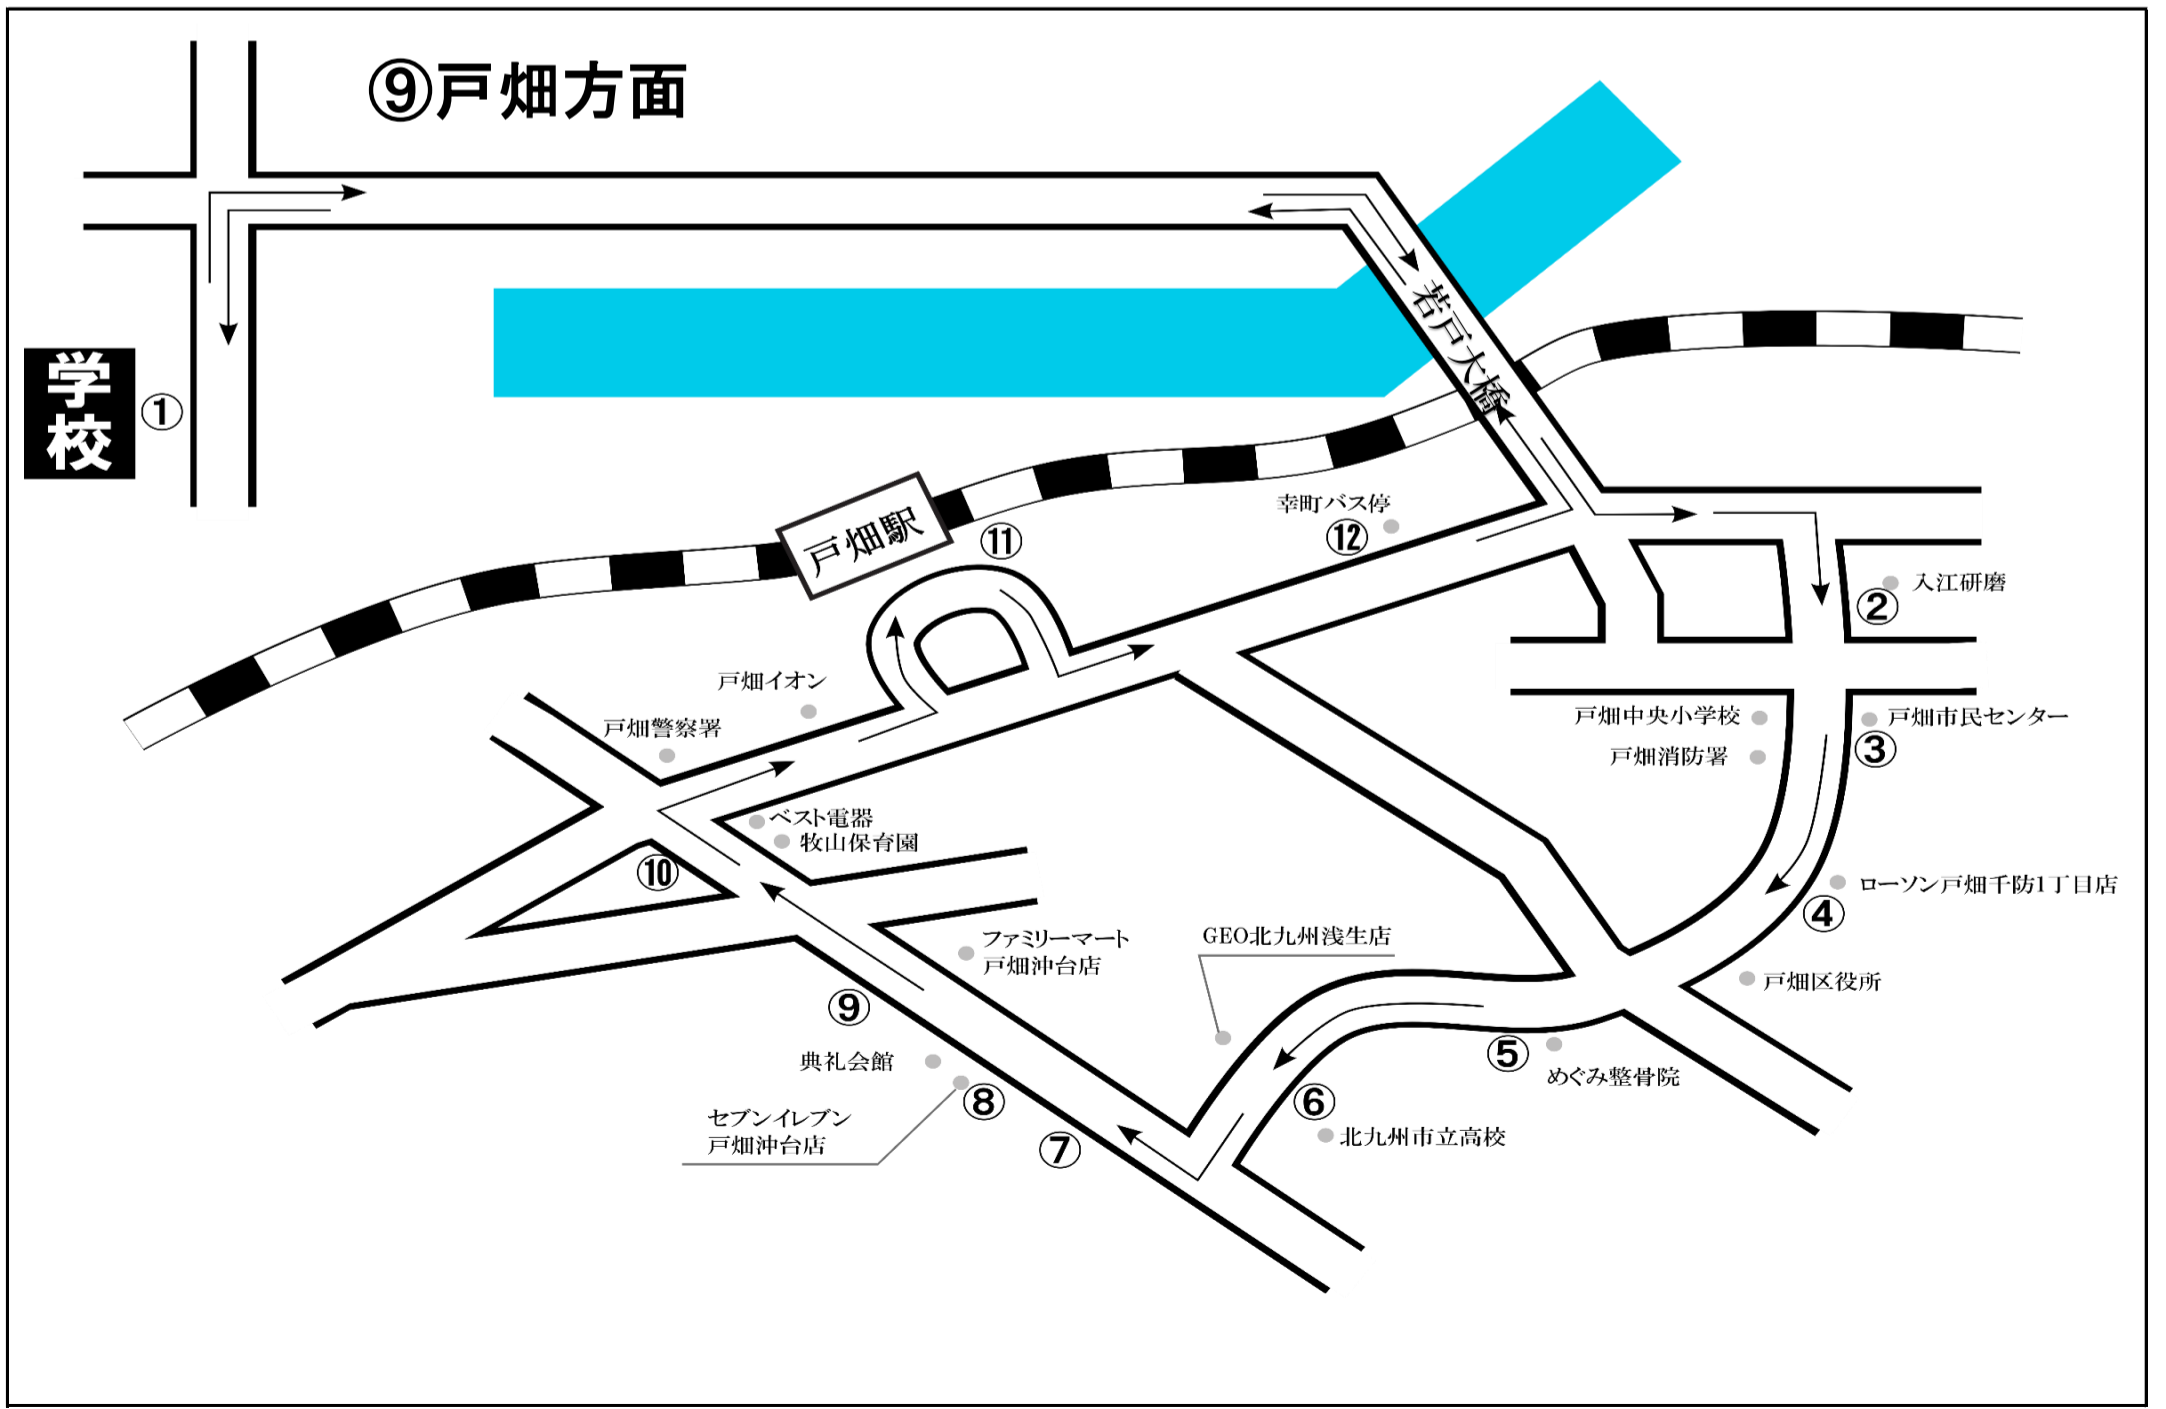 ⑨戸畑方面
学校
①
若戸大橋
戸畑駅
⑪
幸町バス停
⑫
入江研磨
②
戸畑イオン
戸畑警察署
戸畑中央小学校
戸畑市民センター
戸畑消防署
③
ベスト電器
牧山保育園
⑩
ローソン戸畑千防1丁目店
④
ファミリーマート
戸畑沖台店
GEO北九州浅生店
戸畑区役所
⑨
典礼会館
⑤
めぐみ整骨院
⑧
⑥
セブンイレブン
戸畑沖台店
⑦
北九州市立高校